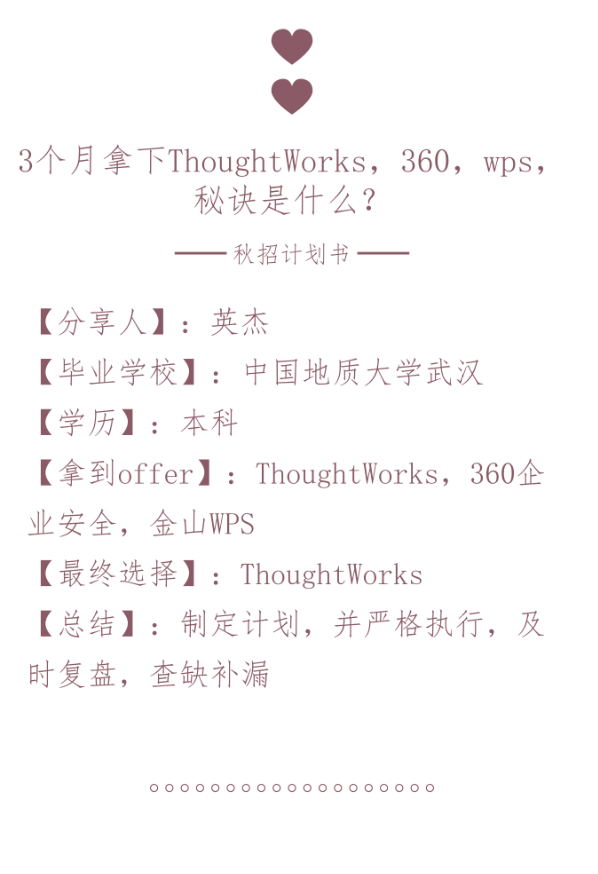 3个月拿下ThoughtWorks，360，wps，
秘诀是什么？
秋招计划书
【分享人】：英杰
【毕业学校】：中国地质大学武汉
【学历】：本科
【拿到offer】：ThoughtWorks，360企
业安全，金山WPS
【最终选择】：ThoughtWorks
【总结】：制定计划，并严格执行，及
时复盘，查缺补漏